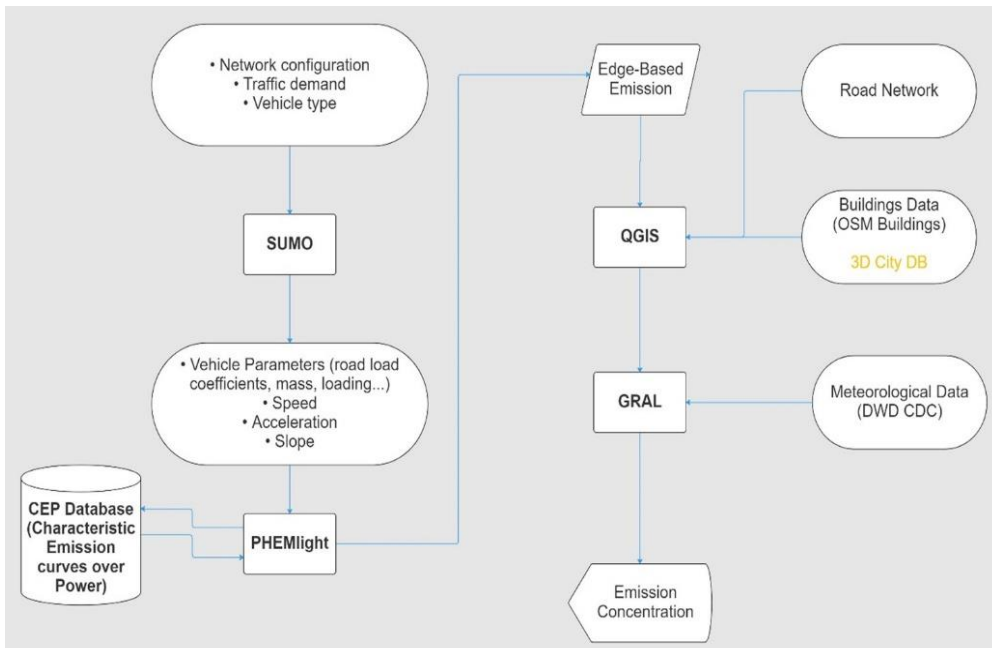 • Network configuration
• Traffic demand
• Vehicle type
SUMO
• Vehicle Parameters (road load
coefficients, mass, loading...)
• Speed
• Acceleration
• Slope
CEP Database
(Characteristic
Emission
curves over
Power)
PHEMlight
Edge-Based
Emission
Road Network
QGIS
Buildings Data
(OSM Buildings)
3D City DB
GRAL
Meteorological Data
(DWD CDC)
Emission
Concentration